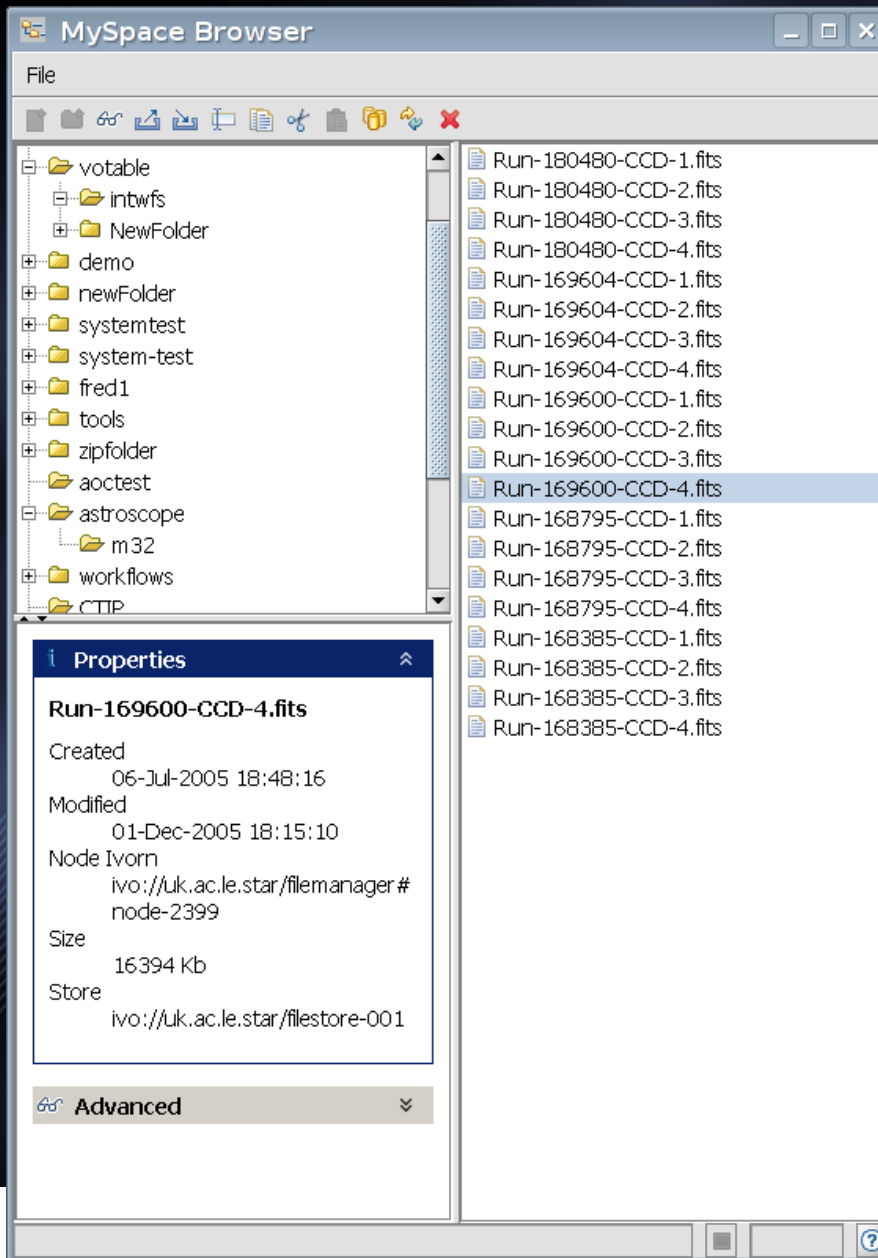 MySpace Browser
File
votable
intwfs
NewFolder
demo
newFolder
systemtest
system-test
fred1
tools
zipfolder
aoctest
astroscope
m32
workflows
Run-180480-CCD-1.fits
Run-180480-CCD-2.fits
Run-180480-CCD-3.fits
Run-180480-CCD-4.fits
Run-169604-CCD-1.fits
Run-169604-CCD-2.fits
Run-169604-CCD-3.fits
Run-169604-CCD-4.fits
Run-169600-CCD-1.fits
Run-169600-CCD-2.fits
Run-169600-CCD-3.fits
Run-169600-CCD-4.fits
Run-168795-CCD-1.fits
Run-168795-CCD-2.fits
Run-168795-CCD-3.fits
Run-168795-CCD-4.fits
Run-168385-CCD-1.fits
Run-168385-CCD-2.fits
Run-168385-CCD-3.fits
Run-168385-CCD-4.fits
Properties
Run-169600-CCD-4.fits
Created
06-Jul-2005 18:48:16
Modified
01-Dec-2005 18:15:10
Node Ivorn
ivo://uk.ac.le.star/filemanager#
node-2399
Size
16394 Kb
Store
ivo://uk.ac.le.star/filestore-001
Advanced